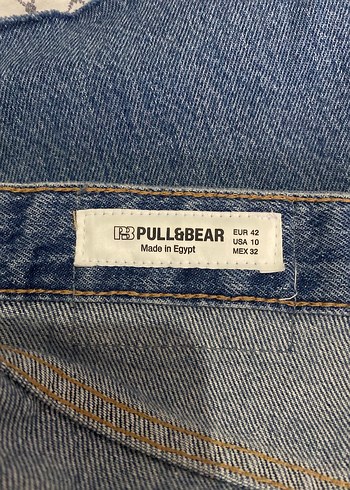 PB PULL&BEAR
Made in Egypt
EUR 42
USA 10
MEX 32